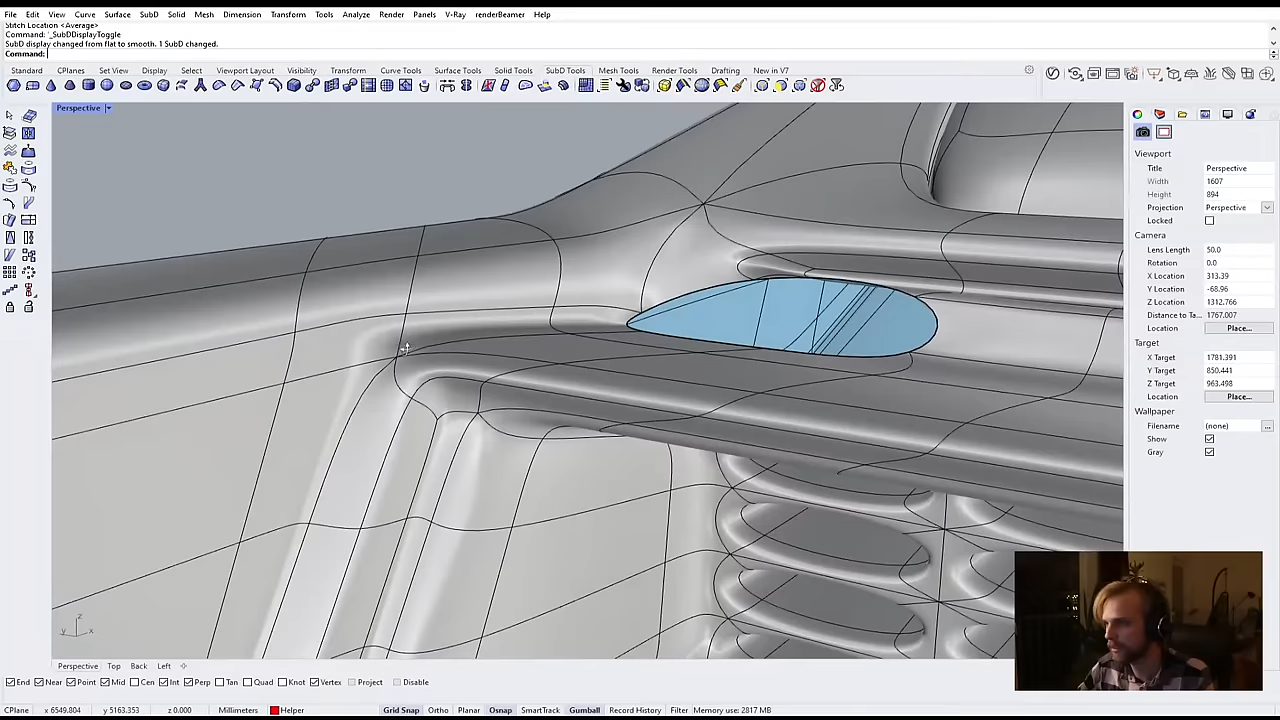 File Edit View Curve Surface SubD Solid Mesh Dimension Transform Tools Analyze Render Panels V-Ray renderBeamer Help
Stitch Location <Average>
Command: '_SubDDisplayToggle
SubD display changed from flat to smooth. 1 SubD changed.
Command:
Standard CPlanes Set View Display Select Viewport Layout Visibility Transform Curve Tools Surface Tools Solid Tools SubD Tools Mesh Tools Render Tools Drafting New in V7
Perspective
Viewport
Title Perspective
Width 1607
Height 894
Projection Perspective
Locked
Camera
Lens Length 50.0
Rotation 0.0
X Location 313.39
Y Location -68.96
Z Location 1312.766
Distance to Ta... 1767.007
Location Place...
Target
X Target 1781.391
Y Target 850.441
Z Target 963.498
Location Place...
Wallpaper
Filename (none) ...
Show
Gray
z
y x
Perspective Top Back Left
End Near Point Mid Cen Int Perp Tan Quad Knot Vertex Project Disable
CPlane x 6549.804 y 5163.353 z 0.000 Millimeters Helper Grid Snap Ortho Planar Osnap SmartTrack Gumball Record History Filter Memory use: 2817 MB